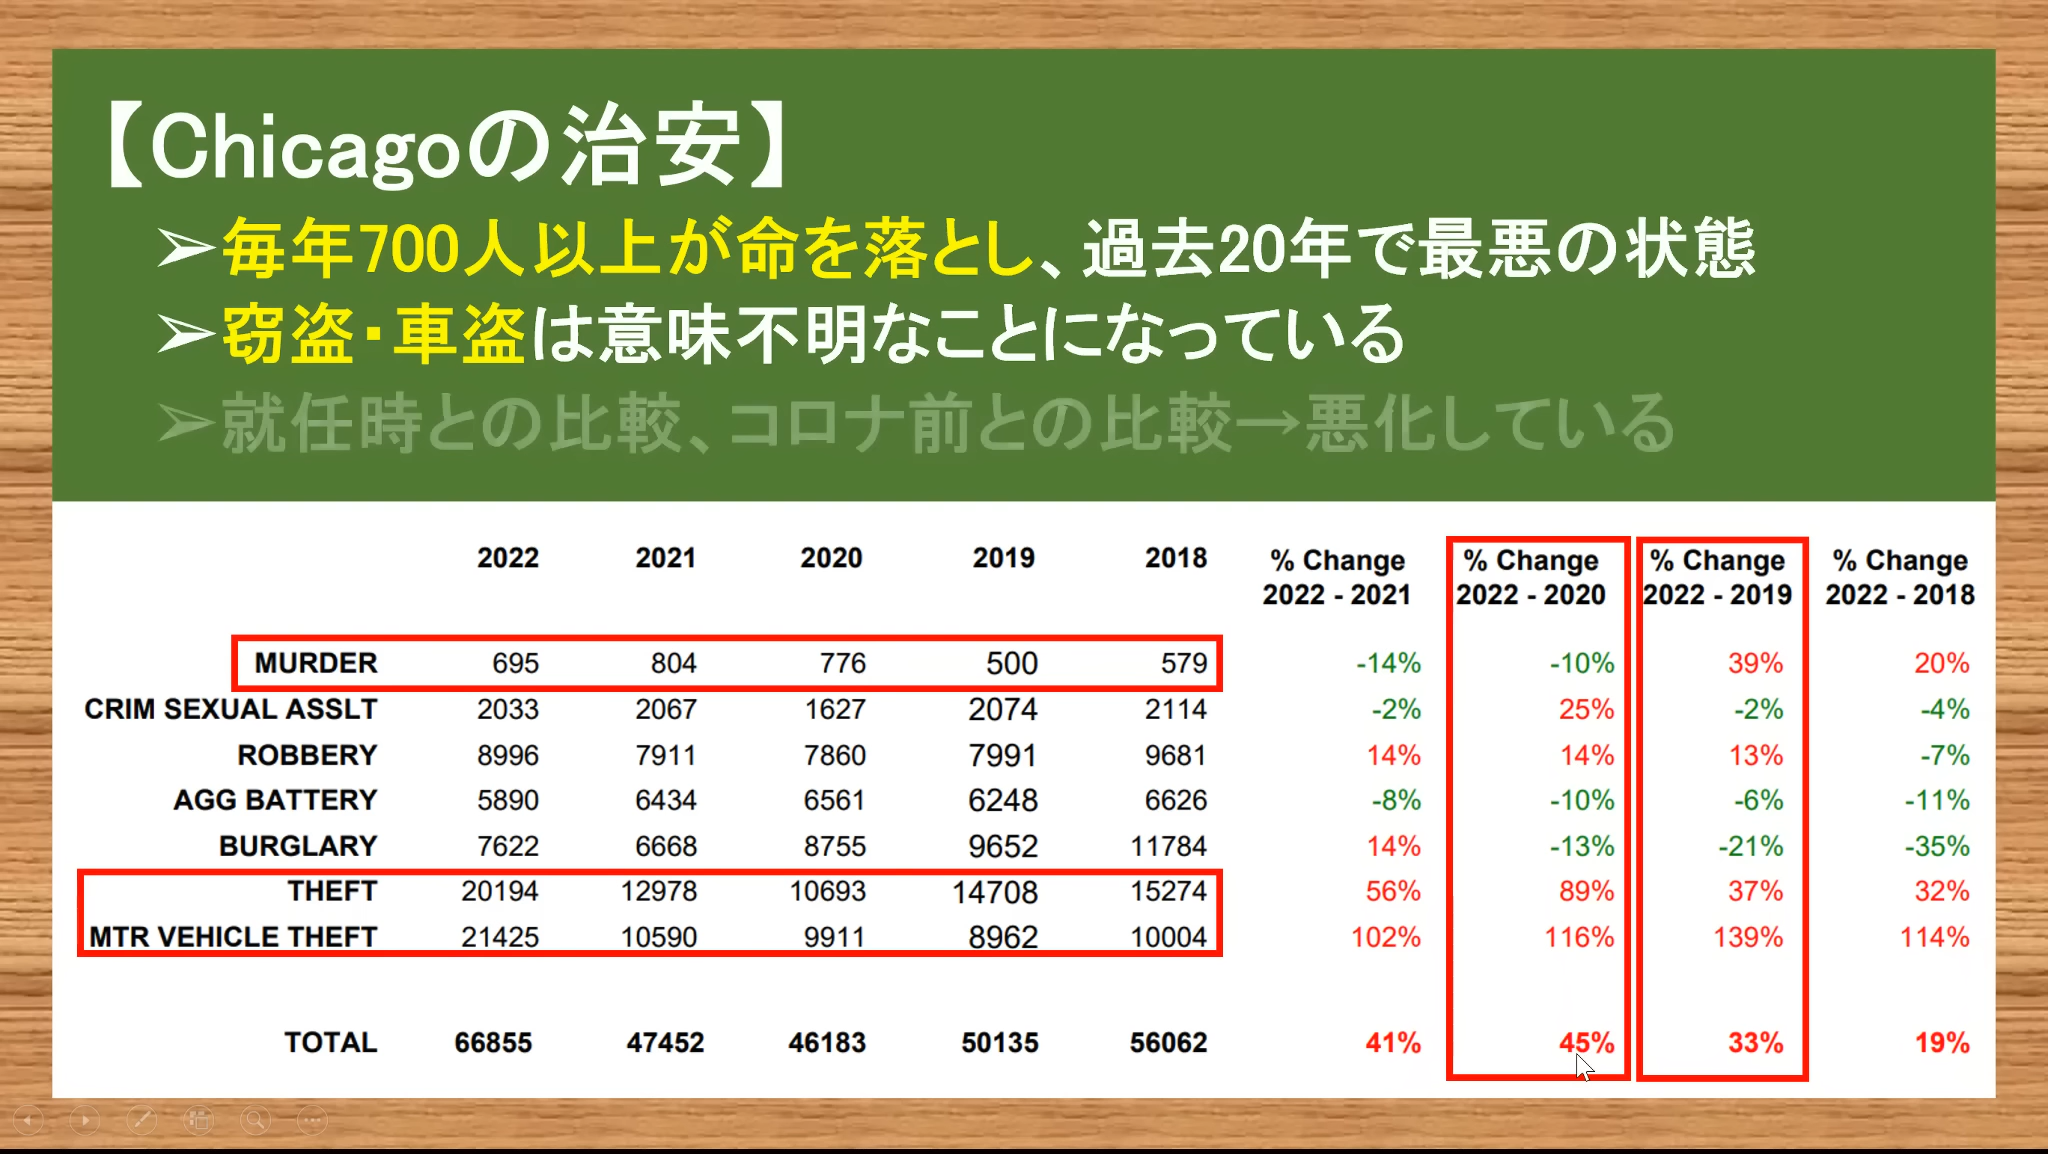 【Chicagoの治安】
➢毎年700人以上が命を落とし、過去20年で最悪の状態
➢窃盗・車盗は意味不明なことになっている
➢就任時との比較、コロナ前との比較→悪化している
2022 2021 2020 2019 2018 % Change 2022 - 2021 % Change 2022 - 2020 % Change 2022 - 2019 % Change 2022 - 2018
MURDER 695 804 776 500 579 -14% -10% 39% 20%
CRIM SEXUAL ASSLT 2033 2067 1627 2074 2114 -2% 25% -2% -4%
ROBBERY 8996 7911 7860 7991 9681 14% 14% 13% -7%
AGG BATTERY 5890 6434 6561 6248 6626 -8% -10% -6% -11%
BURGLARY 7622 6668 8755 9652 11784 14% -13% -21% -35%
THEFT 20194 12978 10693 14708 15274 56% 89% 37% 32%
MTR VEHICLE THEFT 21425 10590 9911 8962 10004 102% 116% 139% 114%
TOTAL 66855 47452 46183 50135 56062 41% 45% 33% 19%